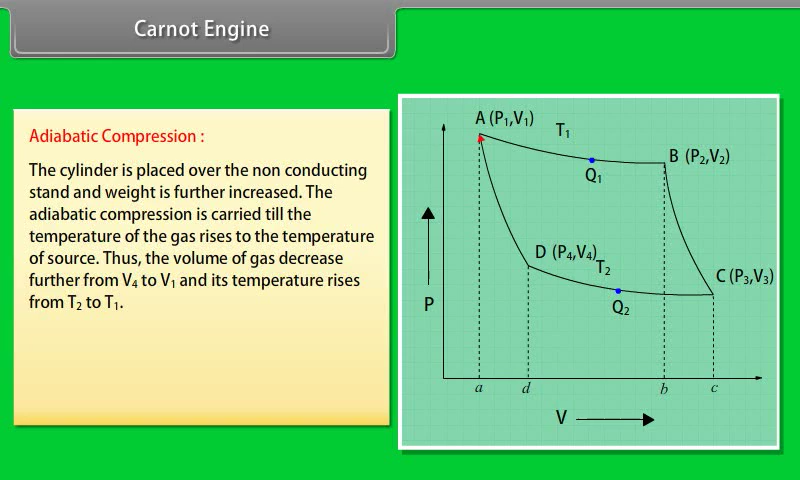 Carnot Engine
Adiabatic Compression :
The cylinder is placed over the non conducting
stand and weight is further increased. The
adiabatic compression is carried till the
temperature of the gas rises to the temperature
of source. Thus, the volume of gas decrease
further from V₄ to V₁ and its temperature rises
from T₂ to T₁.
A (P₁,V₁)
T₁
B (P₂,V₂)
Q₁
D (P₄,V₄)
T₂
C (P₃,V₃)
Q₂
P
a d b c
V